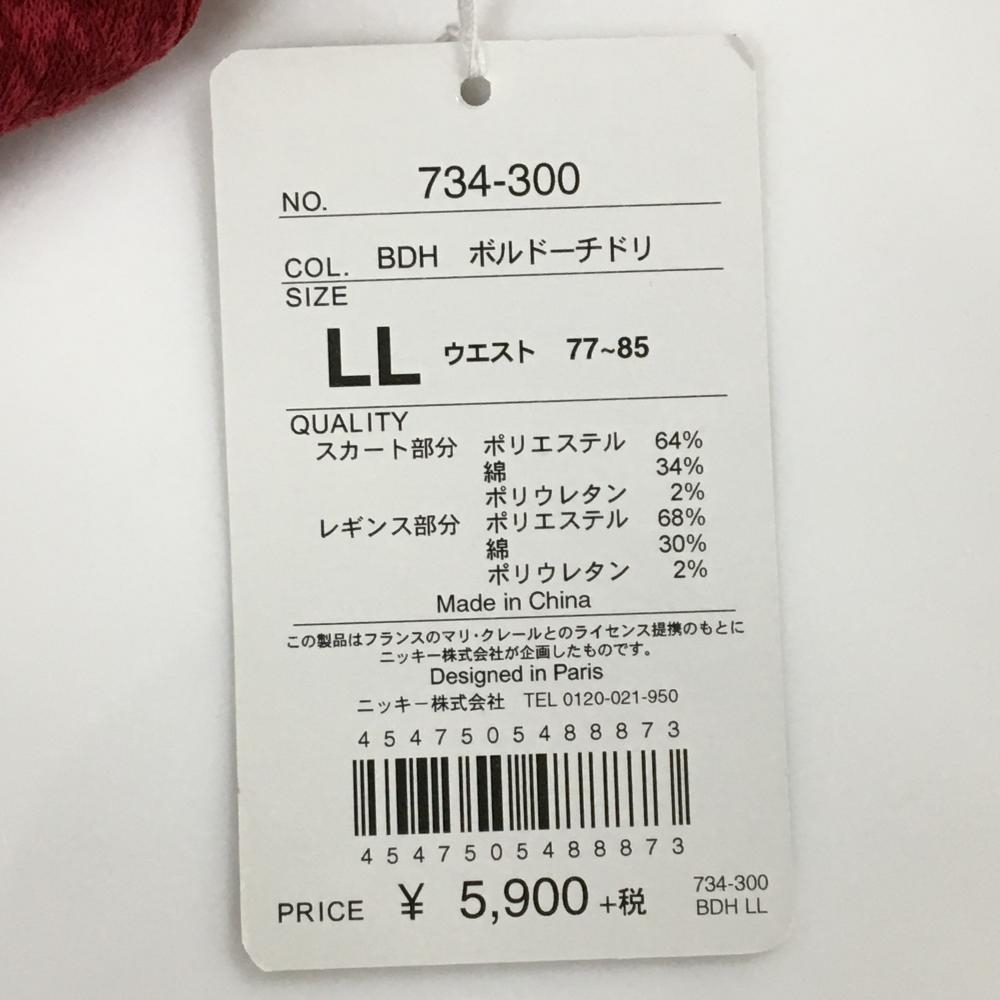 NO. 734-300
COL. BDH ボルドーチドリ
SIZE
LL ウエスト 77~85
QUALITY
スカート部分 ポリエステル 64%
綿 34%
ポリウレタン 2%
レギンス部分 ポリエステル 68%
綿 30%
ポリウレタン 2%
Made in China
この製品はフランスのマリ・クレールとのライセンス提携のもとに
ニッキー株式会社が企画したものです。
Designed in Paris
ニッキー株式会社 TEL 0120-021-950
4547505488873
4547505488873
PRICE ¥ 5,900 +税
734-300
BDH LL